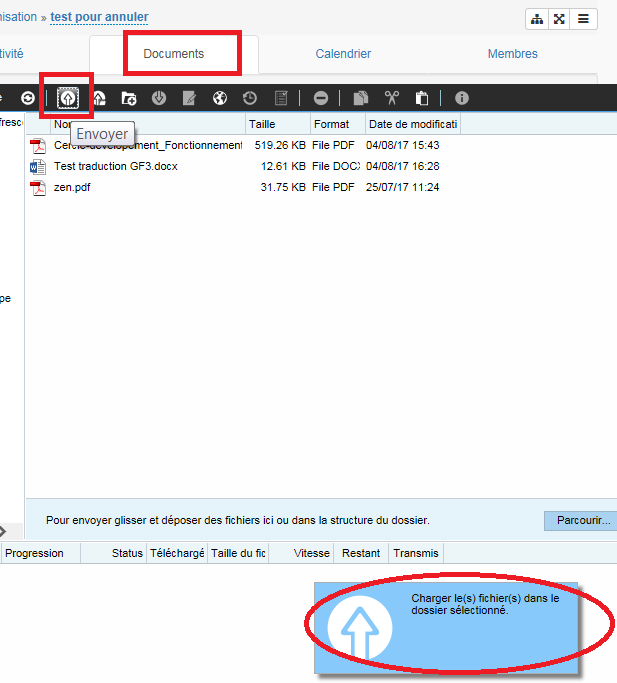 nisation » test pour annuler
tivité Documents Calendrier Membres
Envoyer
Taille Format Date de modificati
Cercle-developement_Fonctionnement 519.26 KB File PDF 04/08/17 15:43
Test traduction GF3.docx 12.61 KB File DOC 04/08/17 16:28
zen.pdf 31.75 KB File PDF 25/07/17 11:24
pe
Pour envoyer glisser et déposer des fichiers ici ou dans la structure du dossier. Parcourir...
Progression Status Téléchargé Taille du fic Vitesse Restant Transmis
Charger le(s) fichier(s) dans le
dossier sélectionné.